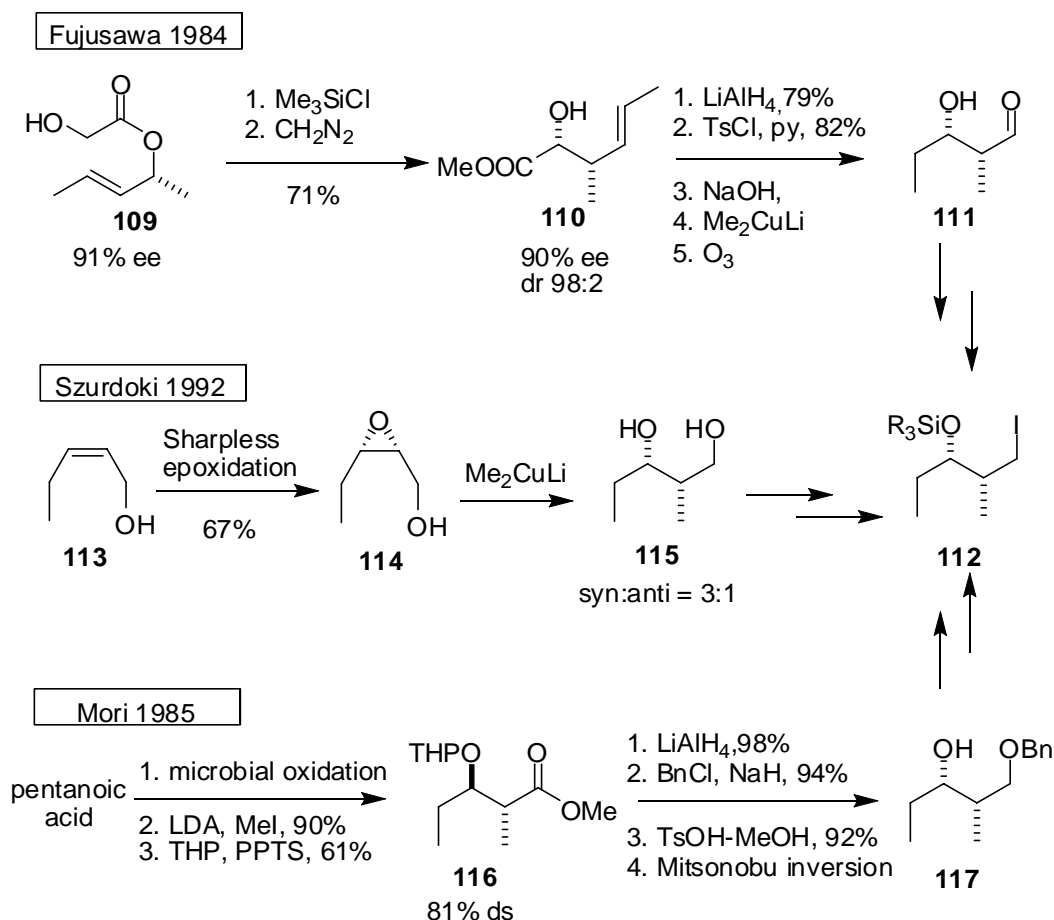 Fujusawa 1984
O
HO
O
109
91% ee
1. Me3SiCl
2. CH2N2
71%
OH
MeO2C
110
90% ee
dr 98:2
1. LiAlH4,79%
2. TsCl, py, 82%
3. NaOH,
4. Me2CuLi
5. O3
OH O
111
Szurdoki 1992
OH
113
Sharpless
epoxidation
67%
O
OH
114
Me2CuLi
HO HO
115
syn:anti = 3:1
R3SiO I
112
Mori 1985
pentanoic
acid
1. microbial oxidation
2. LDA, MeI, 90%
3. THP, PPTS, 61%
THPO O
OMe
116
81% ds
1. LiAlH4,98%
2. BnCl, NaH, 94%
3. TsOH-MeOH, 92%
4. Mitsonobu inversion
OH OBn
117